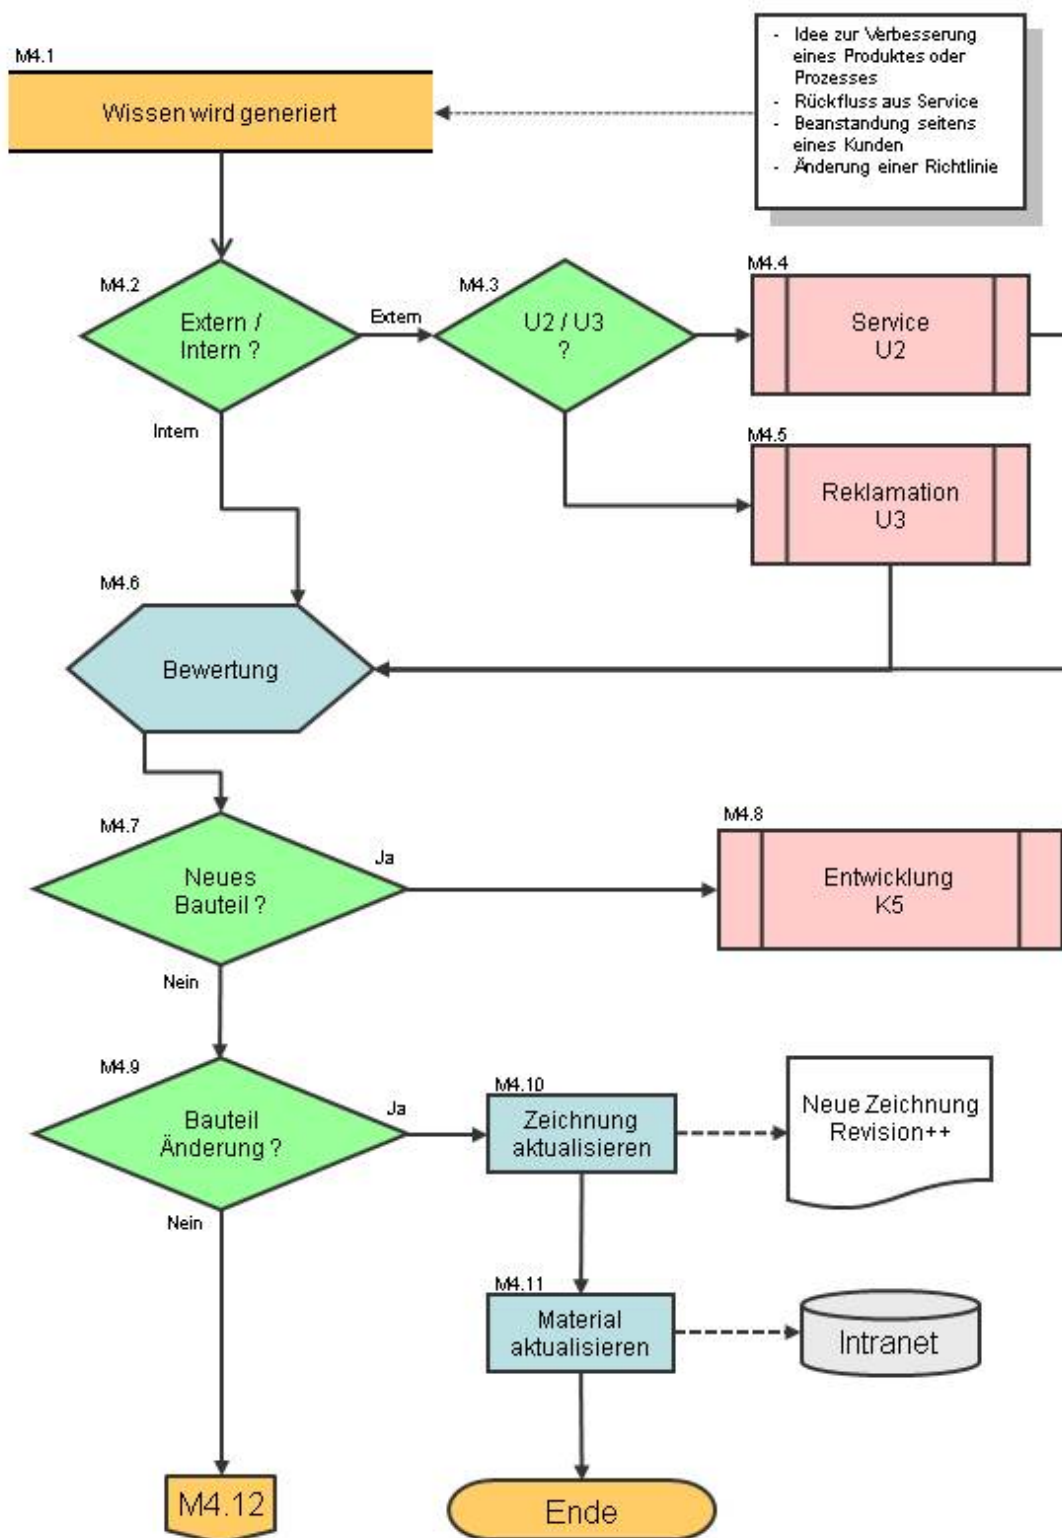 M4.1
Wissen wird generiert
- Idee zur Verbesserung
eines Produktes oder
Prozesses
- Rückfluss aus Service
- Beanstandung seitens
eines Kunden
- Änderung einer Richtlinie
M4.2
Extern /
Intern ?
Extern
Intern
M4.3
U2 / U3
?
M4.4
Service
U2
M4.5
Reklamation
U3
M4.6
Bewertung
M4.7
Neues
Bauteil ?
Ja
Nein
M4.8
Entwicklung
K5
M4.9
Bauteil
Änderung ?
Ja
Nein
M4.10
Zeichnung
aktualisieren
Neue Zeichnung
Revision++
M4.11
Material
aktualisieren
Intranet
M4.12
Ende